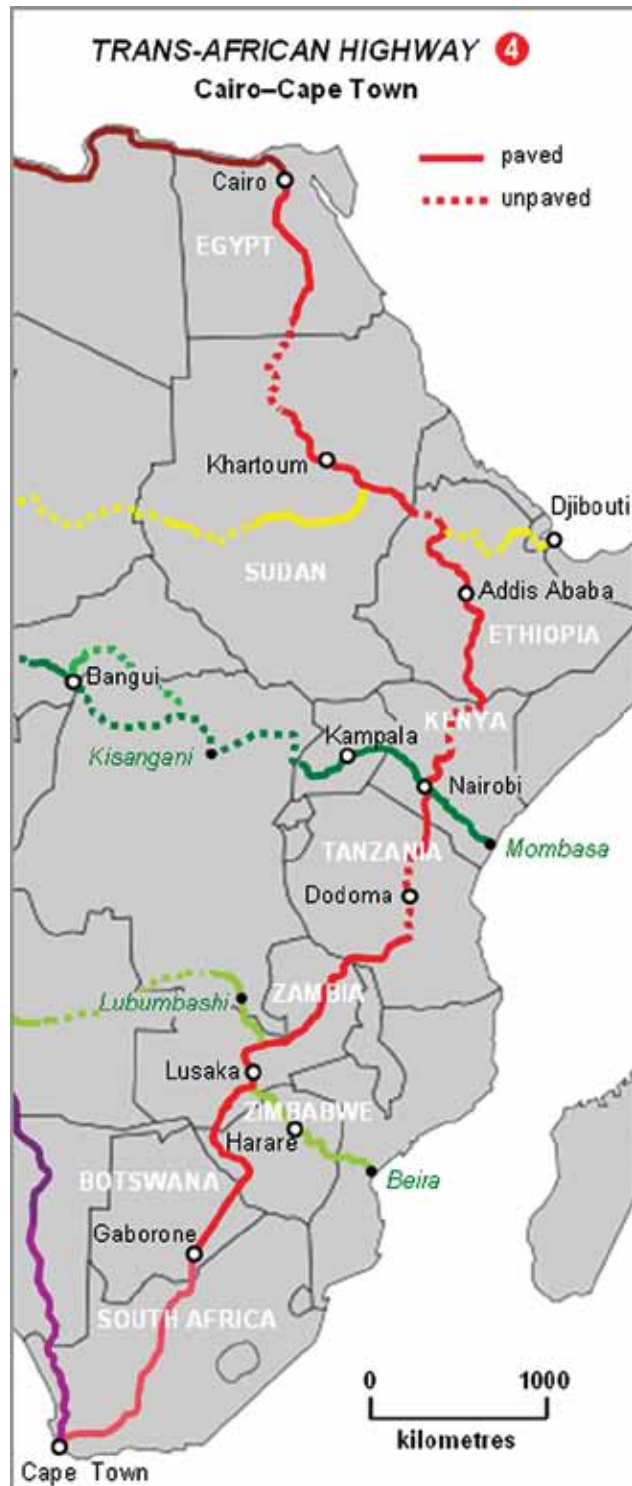 TRANS-AFRICAN HIGHWAY 4
Cairo–Cape Town
paved
Cairo
unpaved
EGYPT
Khartoum
Djibouti
SUDAN
Addis Ababa
ETHIOPIA
Bangui
KENYA
Kampala
Kisangani
Nairobi
TANZANIA
Mombasa
Dodoma
ZAMBIA
Lubumbashi
Lusaka
ZIMBABWE
Harare
BOTSWANA
Beira
Gaborone
SOUTH AFRICA
0 1000
kilometres
Cape Town